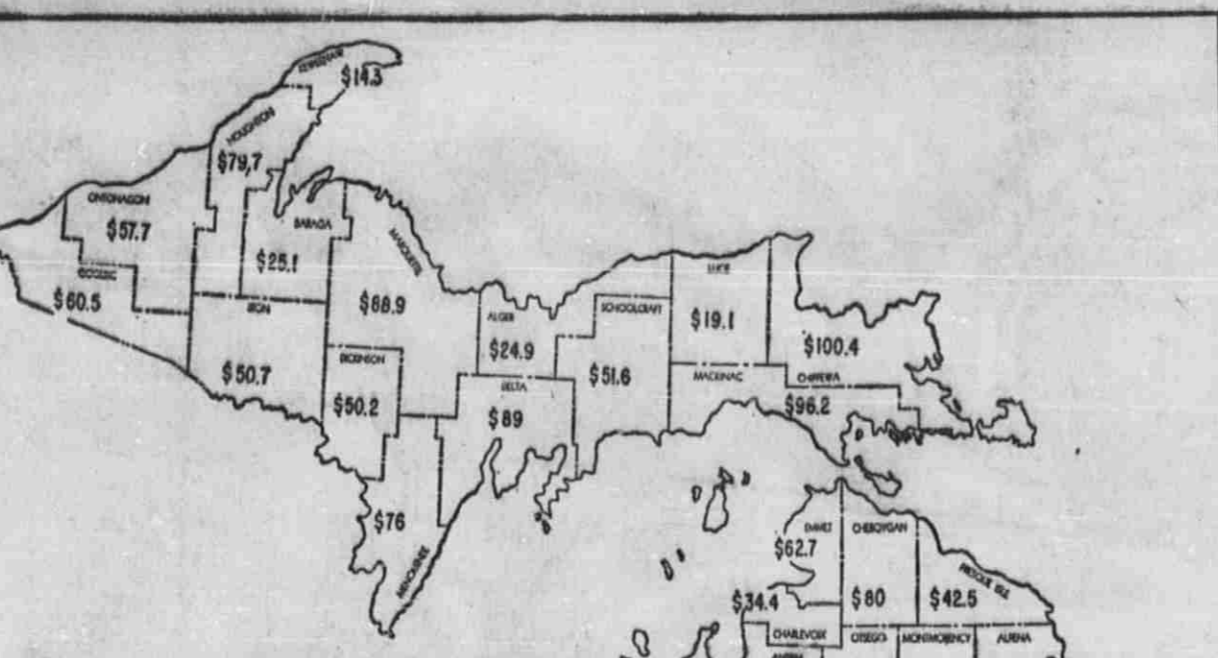 KEWEENAW
$14.3
HOUGHTON
$79,7
ONTONAGON
$57.7
BARAGA
$25.1
MARQUETTE
$88.9
GOGEBIC
$60.5
IRON
$50.7
DICKINSON
$50.2
ALGER
$24.9
SCHOOLCRAFT
$51.6
LUCE
$19.1
$100.4
CHIPPEWA
MACKINAC
$96.2
DELTA
$89
$76
MENOMINEE
EMMET
$62.7
CHEBOYGAN
$80
PRESQUE ISLE
$42.5
$34.4
CHARLEVOIX
OTSEGO
MONTMORENCY
ALPENA
ANTRIM